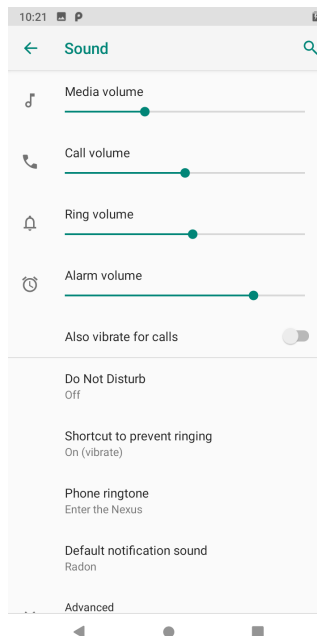 10:21
Sound
Media volume
Call volume
Ring volume
Alarm volume
Also vibrate for calls
Do Not Disturb
Off
Shortcut to prevent ringing
On (vibrate)
Phone ringtone
Enter the Nexus
Default notification sound
Radon
Advanced